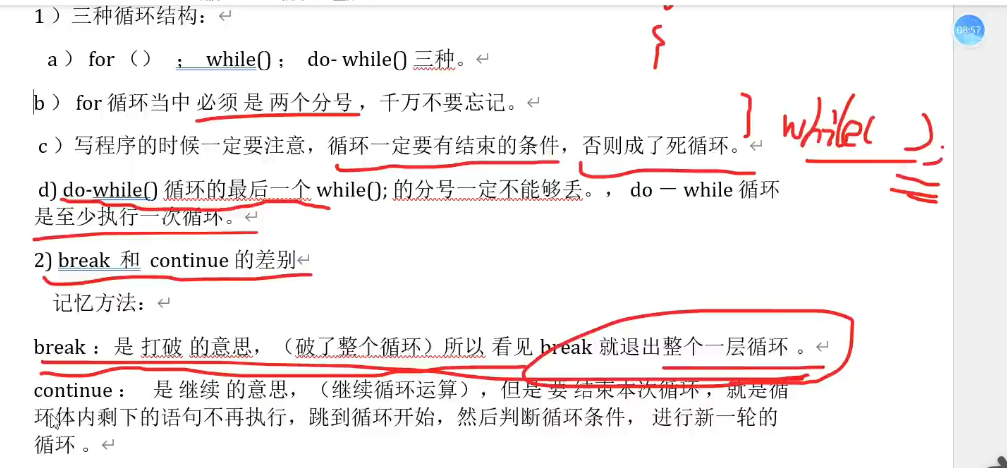 1）三种循环结构：
a ） for （） ； while() ； do- while() 三种。
b ） for 循环当中 必须 是 两个分号 ，千万不要忘记。
c ）写程序的时候一定要注意，循环一定要有结束的条件，否则成了死循环。
while( );
d) do-while() 循环的最后一个 while(); 的分号一定不能够丢。 ， do － while 循环
是至少执行一次循环。
2) break 和 continue 的差别
记忆方法：
break ：是 打破 的意思，（破了整个循环）所以 看见 break 就退出整个一层循环 。
continue ： 是 继续 的意思，（继续循环运算），但是 要 结束本次循环 ，就是循
环体内剩下的语句不再执行，跳到循环开始，然后判断循环条件， 进行新一轮的
循环 。
08:57